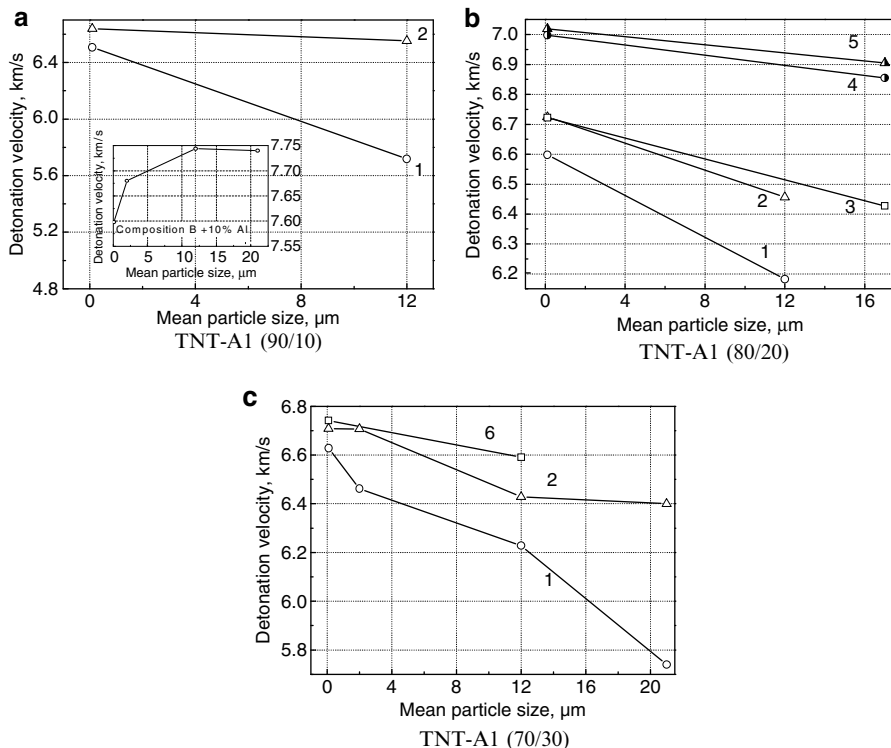 a
Detonation velocity, km/s
6.4
6.0
5.6
5.2
4.8
2
1
Detonation velocity, km/s
7.75
7.70
7.65
7.60
7.55
Composition B +10% Al.
0 5 10 15 20
Mean particle size, μm
0 4 8 12
Mean particle size, μm
TNT-A1 (90/10)
b
Detonation velocity, km/s
7.0
6.9
6.8
6.7
6.6
6.5
6.4
6.3
6.2
5
4
2
3
1
0 4 8 12 16
Mean particle size, μm
TNT-A1 (80/20)
c
Detonation velocity, km/s
6.8
6.6
6.4
6.2
6.0
5.8
6
2
1
0 4 8 12 16 20
Mean particle size, μm
TNT-A1 (70/30)